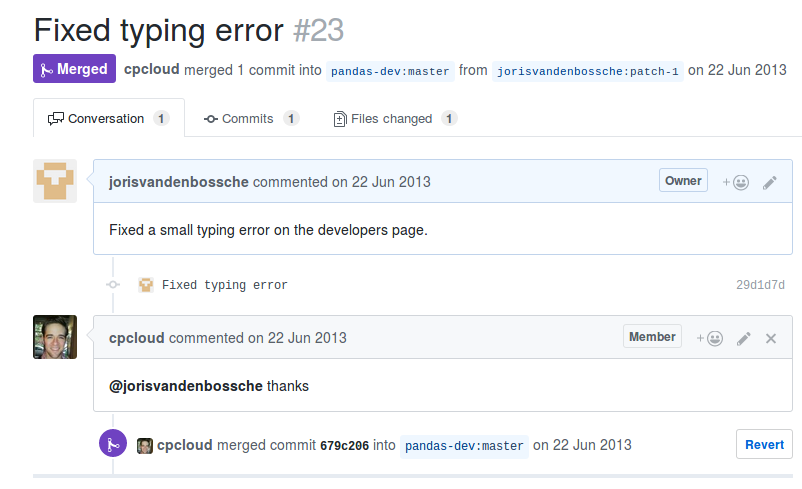 Fixed typing error #23
Merged cpcloud merged 1 commit into pandas-dev:master from jorisvandenbossche:patch-1 on 22 Jun 2013
Conversation 1 Commits 1 Files changed 1
jorisvandenbossche commented on 22 Jun 2013 Owner +
Fixed a small typing error on the developers page.
Fixed typing error 29d1d7d
cpcloud commented on 22 Jun 2013 Member +
@jorisvandenbossche thanks
cpcloud merged commit 679c206 into pandas-dev:master on 22 Jun 2013 Revert